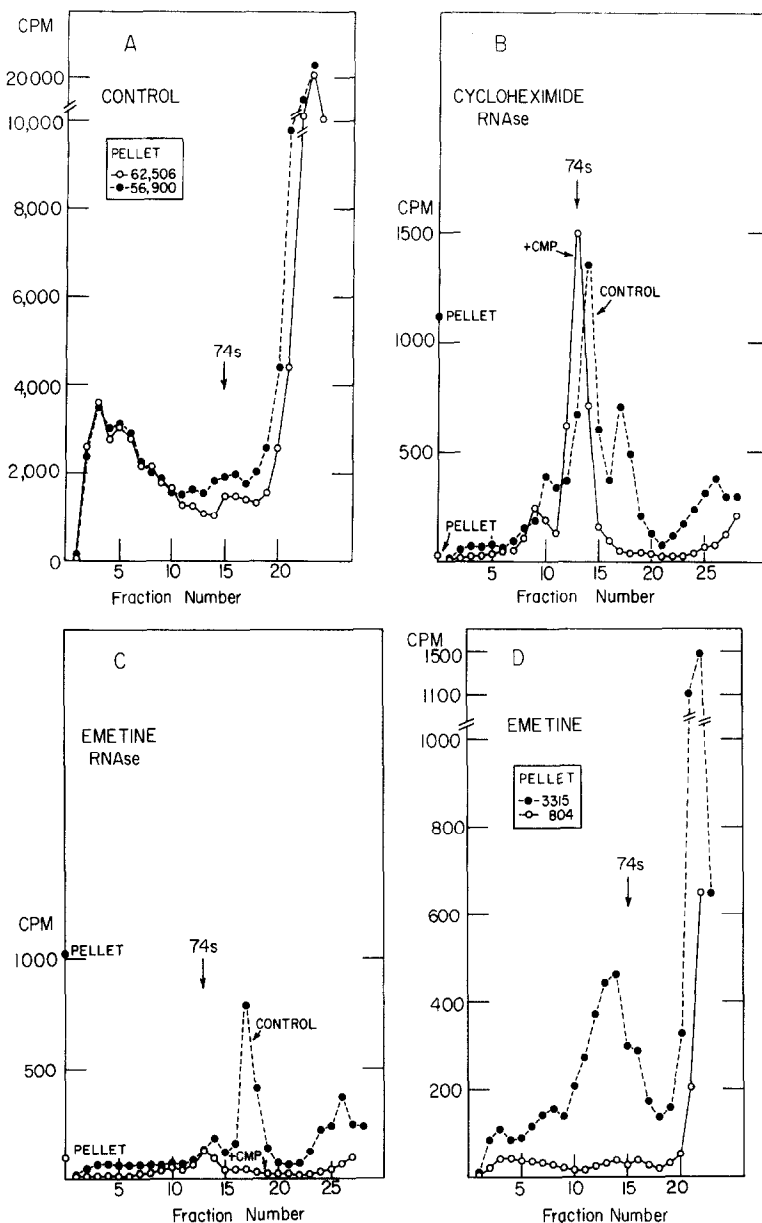 A
CPM
CONTROL
PELLET
62,506
56,900
20000
10,000
8,000
6,000
4,000
2,000
0
74s
5 10 15 20
Fraction Number
B
CYCLOHEXIMIDE
RNAse
74s
CPM
+CMP
CONTROL
PELLET
PELLET
1500
1000
500
5 10 15 20 25
Fraction Number
C
EMETINE
RNAse
CPM
74s
PELLET
CONTROL
PELLET
+CMP
1000
500
5 10 15 20 25
Fraction Number
D
CPM
EMETINE
PELLET
3315
804
1500
1100
1000
800
600
400
200
74s
5 10 15 20
Fraction Number